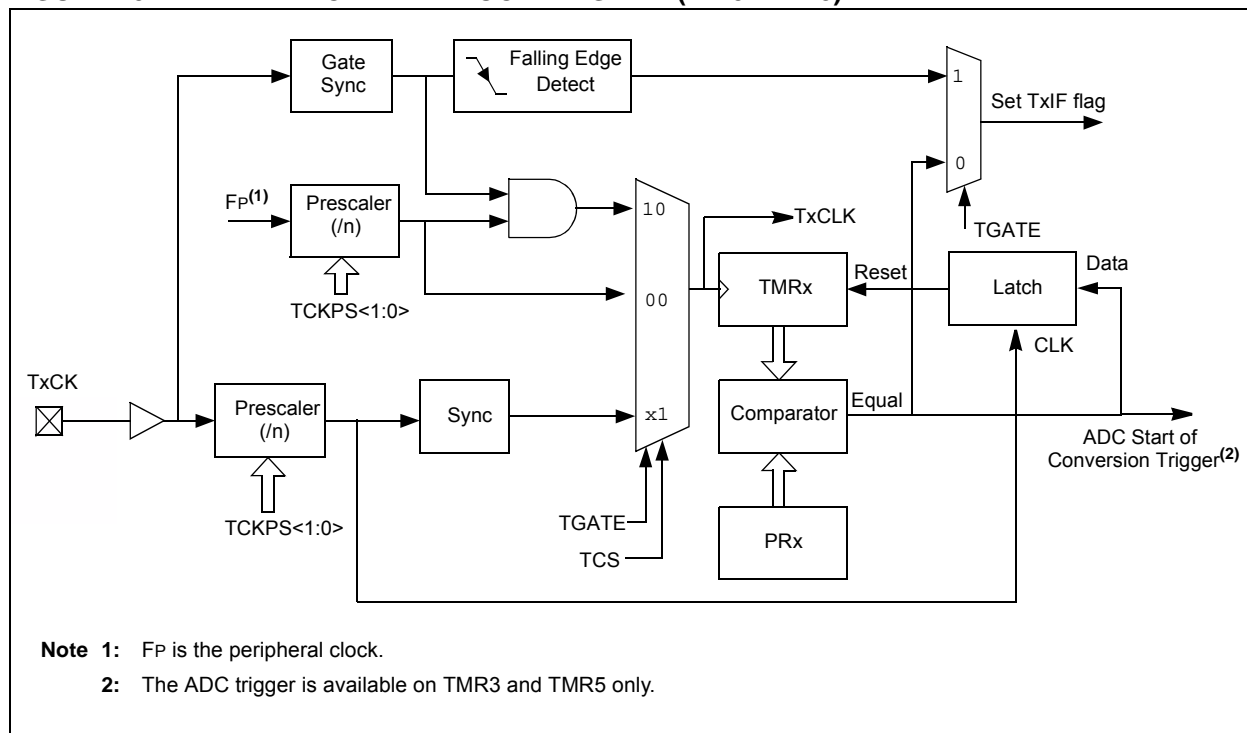 Gate
Sync
Falling Edge
Detect
1
Set TxIF flag
0
TGATE
FP(1)
Prescaler
(/n)
TCKPS<1:0>
10
00
x1
TxCLK
TMRx
Reset
Latch
Data
CLK
TxCK
Prescaler
(/n)
TCKPS<1:0>
Sync
TGATE
TCS
Comparator
Equal
PRx
ADC Start of
Conversion Trigger(2)
Note 1: FP is the peripheral clock.
2: The ADC trigger is available on TMR3 and TMR5 only.